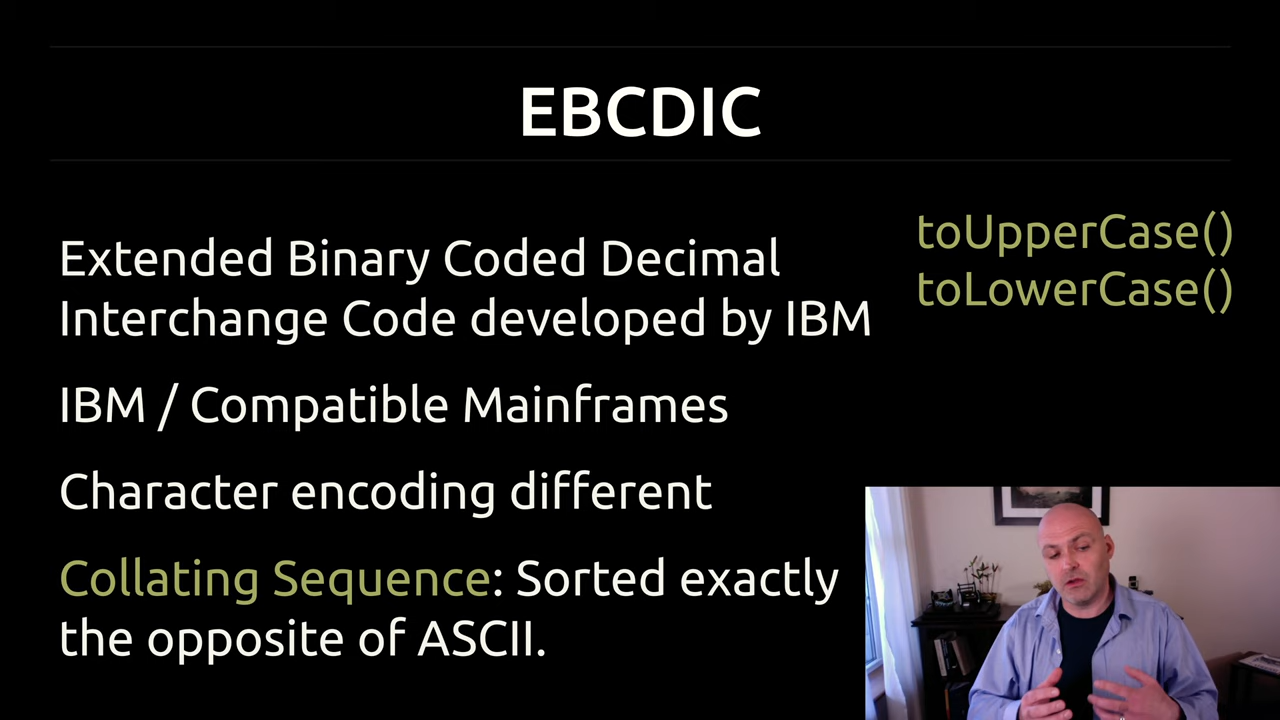 EBCDIC
Extended Binary Coded Decimal
Interchange Code developed by IBM
IBM / Compatible Mainframes
Character encoding different
Collating Sequence: Sorted exactly
the opposite of ASCII.
toUpperCase()
toLowerCase()